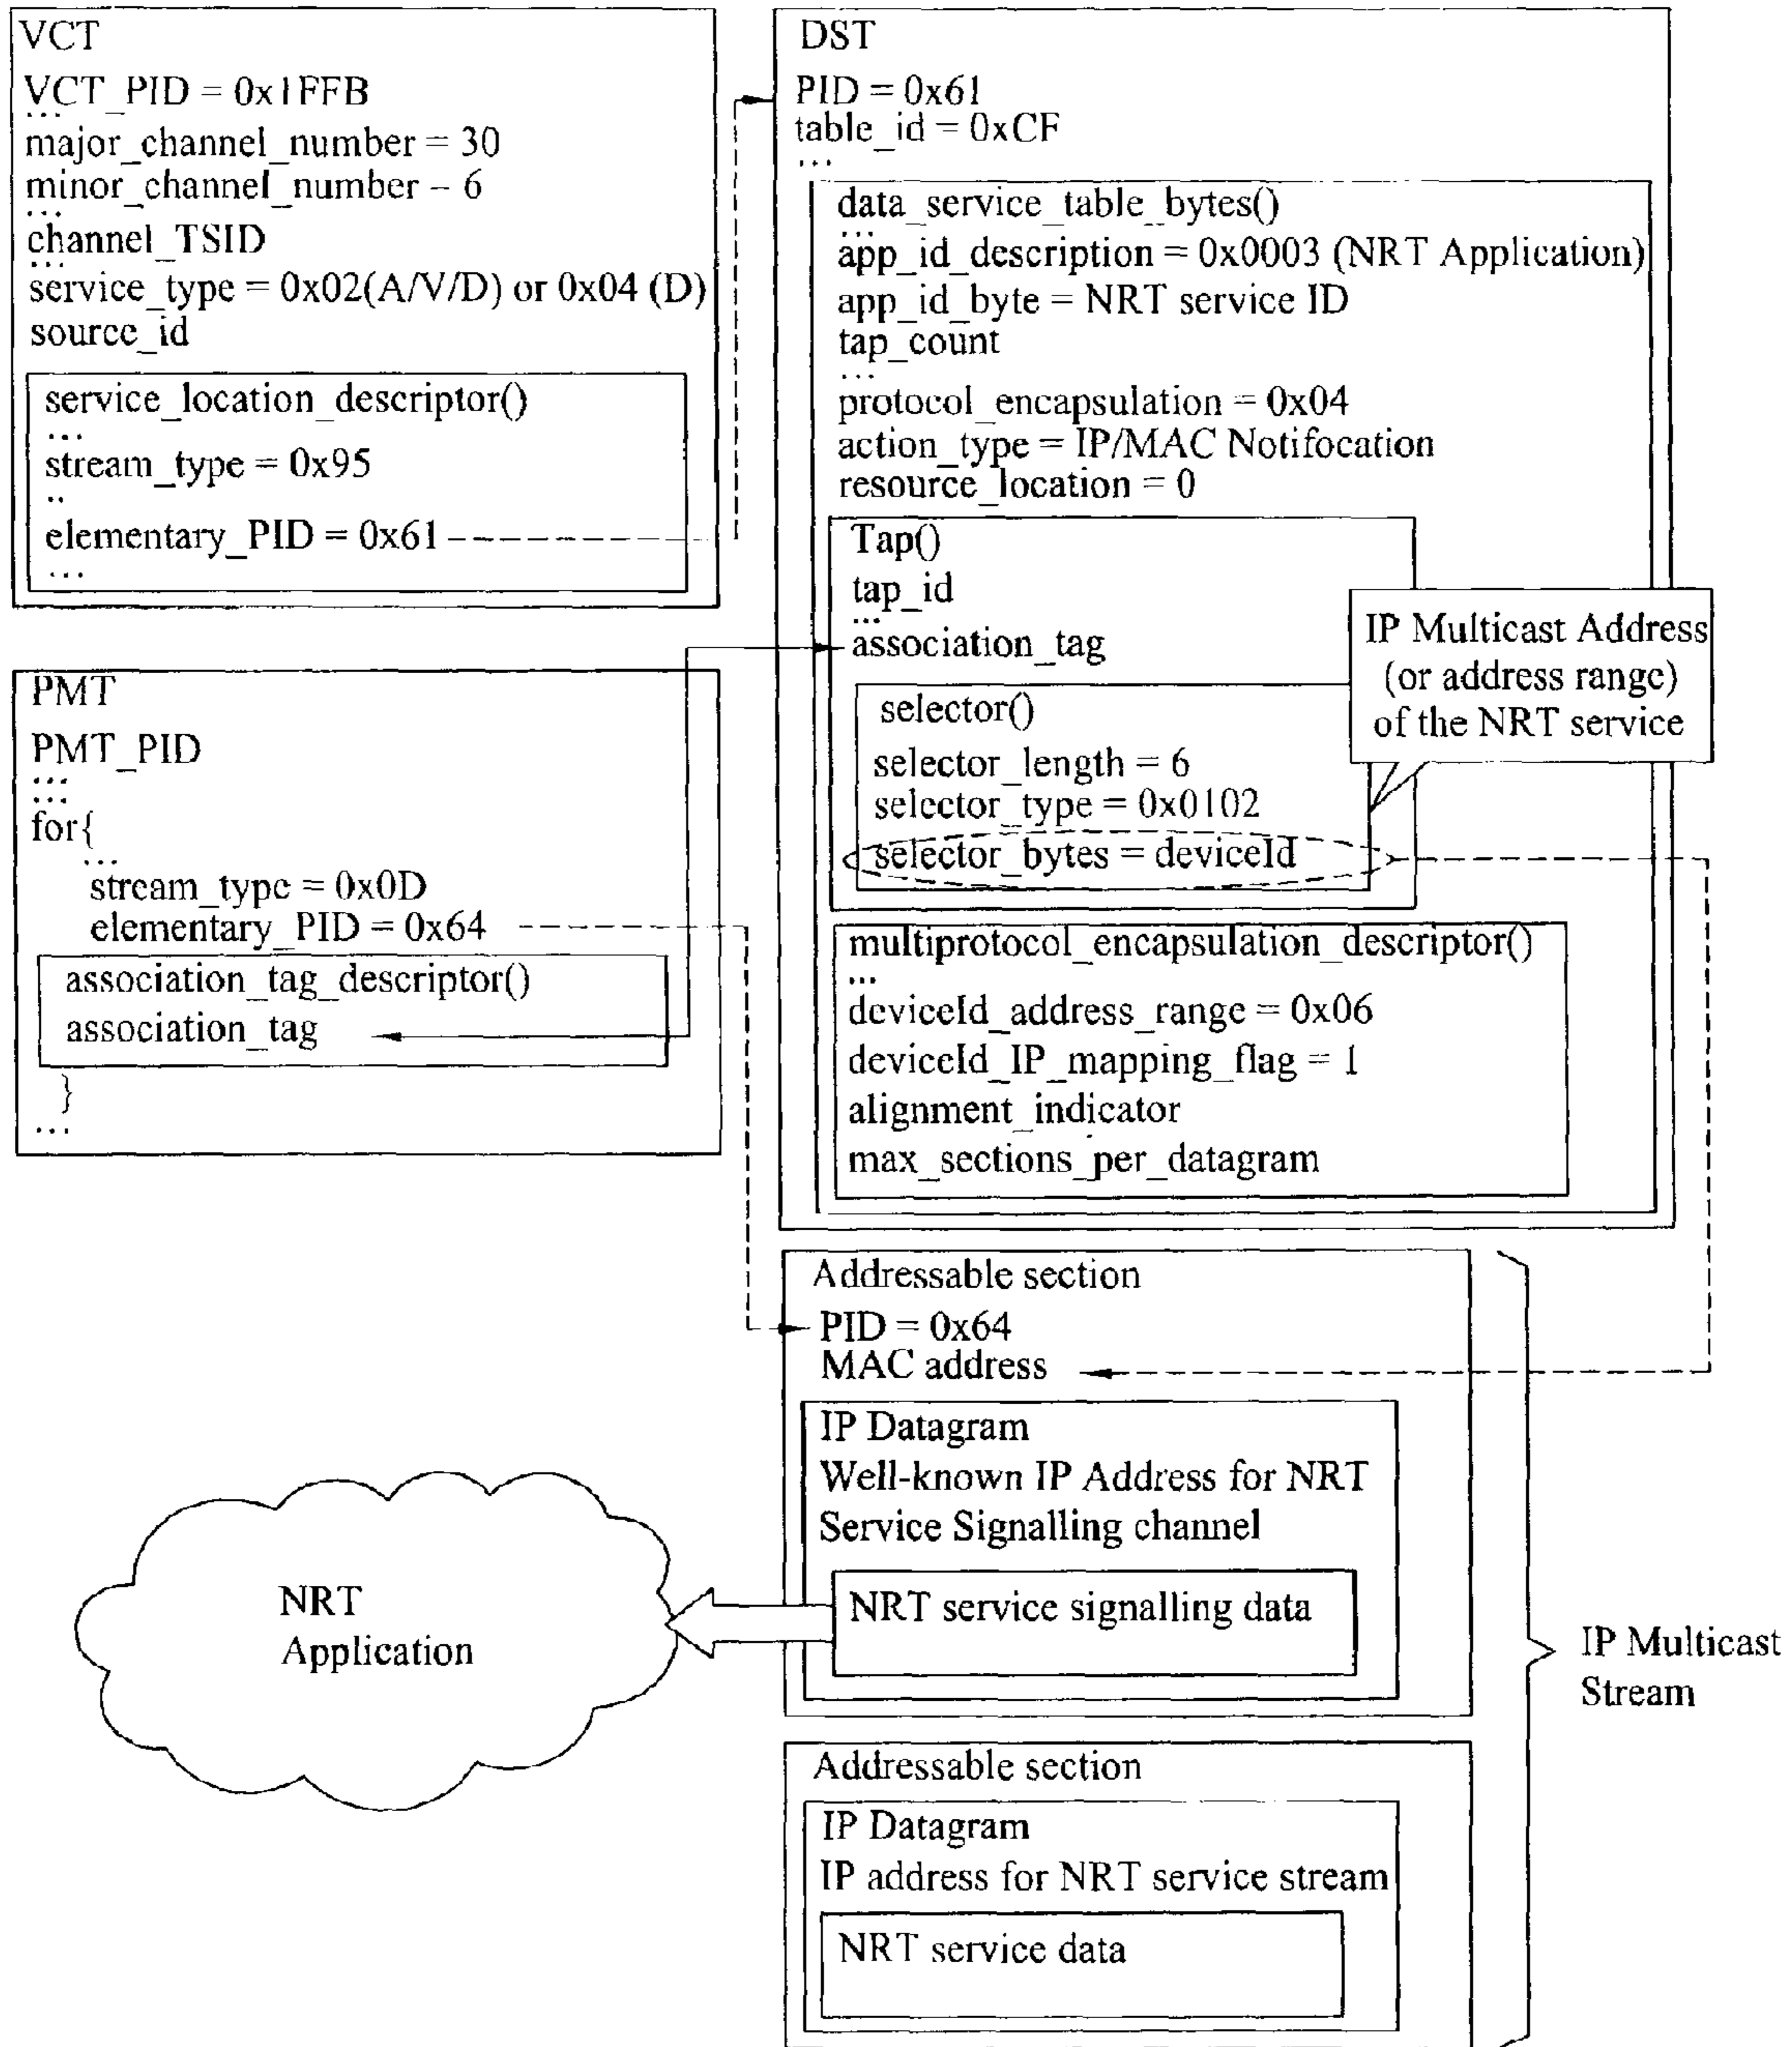 VCT
VCT_PID = 0x1FFB
...
major_channel_number = 30
minor_channel_number – 6
...
channel_TSID
...
service_type = 0x02(A/V/D) or 0x04 (D)
source_id
service_location_descriptor()
...
stream_type = 0x95
..
elementary_PID = 0x61
...
PMT
PMT_PID
...
...
for{
...
stream_type = 0x0D
elementary_PID = 0x64
association_tag_descriptor()
association_tag
}
...
DST
PID = 0x61
table_id = 0xCF
...
data_service_table_bytes()
...
app_id_description = 0x0003 (NRT Application)
app_id_byte = NRT service ID
tap_count
...
protocol_encapsulation = 0x04
action_type = IP/MAC Notifocation
resource_location = 0
Tap()
tap_id
...
association_tag
selector()
selector_length = 6
selector_type = 0x0102
selector_bytes = deviceId
IP Multicast Address
(or address range)
of the NRT service
multiprotocol_encapsulation_descriptor()
...
deviceId_address_range = 0x06
deviceId_IP_mapping_flag = 1
alignment_indicator
max_sections_per_datagram
Addressable section
PID = 0x64
MAC address
IP Datagram
Well-known IP Address for NRT
Service Signalling channel
NRT service signalling data
NRT
Application
IP Multicast
Stream
Addressable section
IP Datagram
IP address for NRT service stream
NRT service data